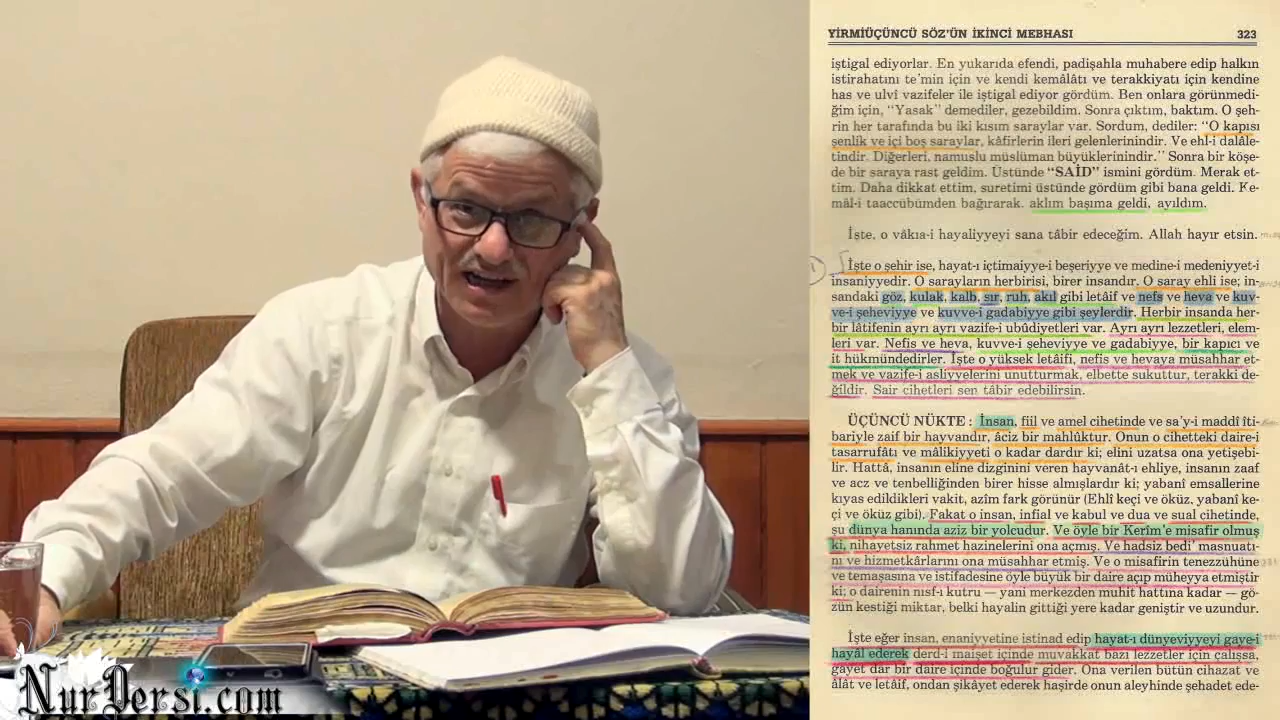 YİRMİÜÇÜNCÜ SÖZ'ÜN İKİNCİ MEBHASI 323
iştigal ediyorlar. En yukarıda efendi, padişahla muhabere edip halkın
istirahatını te'min için ve kendi kemâlâtı ve terakkiyatı için kendine
has ve ulvî vazifeler ile iştigal ediyor gördüm. Ben onlara görünmedi-
ğim için, "Yasak" demediler, gezebildim. Sonra çıktım, baktım. O şeh-
rin her tarafında bu iki kısım saraylar var. Sordum, dediler: "O kapısı
şenlik ve içi boş saraylar, kâfirlerin ileri gelenlerinindir. Ve ehl-i dalâle-
tindir. Diğerleri, namuslu müslüman büyüklerinindir." Sonra bir köşe-
de bir saraya rast geldim. Üstünde "SAİD" ismini gördüm. Merak et-
tim. Daha dikkat ettim, suretimi üstünde gördüm gibi bana geldi. Ke-
mâl-i taaccübümden bağırarak. aklım başıma geldi, ayıldım.
İşte, o vâkıa-i hayaliyyeyi sana tâbir edeceğim. Allah hayır etsin.
İşte o şehir ise, hayat-ı içtimaiyye-i beşeriyye ve medine-i medeniyyet-i
insaniyyedir. O sarayların herbirisi, birer insandır. O saray ehli ise; in-
sandaki göz, kulak, kalb, sır, ruh, akıl gibi letâif ve nefs ve heva ve kuv-
ve-i şeheviyye ve kuvve-i gadabiyye gibi şeylerdir. Herbir insanda her-
bir lâtifenin ayrı ayrı vazife-i ubûdiyetleri var. Ayrı ayrı lezzetleri, elem-
leri var. Nefis ve heva, kuvve-i şeheviyye ve gadabiyye, bir kapıcı ve
it hükmündedirler. İşte o yüksek letâifi, nefis ve hevaya müsahhar et-
mek ve vazife-i asliyyelerini unutturmak, elbette sukuttur, terakki de-
ğildir. Sair cihetleri sen tâbir edebilirsin.
ÜÇÜNCÜ NÜKTE : İnsan, fiil ve amel cihetinde ve sa'y-i maddî îti-
bariyle zaif bir hayvandır, âciz bir mahlûktur. Onun o cihetteki daire-i
tasarrufâtı ve mâlikiyyeti o kadar dardır ki; elini uzatsa ona yetişebi-
lir. Hattâ, insanın eline dizginini veren hayvanât-ı ehliye, insanın zaaf
ve acz ve tenbelliğinden birer hisse almışlardır ki; yabanî emsallerine
kıyas edildikleri vakit, azîm fark görünür (Ehlî keçi ve öküz, yabanî ke-
çi ve öküz gibi). Fakat o insan, infial ve kabul ve dua ve sual cihetinde,
şu dünya hanında aziz bir yolcudur. Ve öyle bir Kerîm'e misafir olmuş
ki, nihayetsiz rahmet hazinelerini ona açmış. Ve hadsiz bedi' masnuatı-
nı ve hizmetkârlarını ona müsahhar etmiş. Ve o misafirin tenezzühüne
ve temaşasına ve istifadesine öyle büyük bir daire açıp müheyya etmiştir
ki; o dairenin nısf-ı kutru — yani merkezden muhit hattına kadar — gö-
zün kestiği miktar, belki hayalin gittiği yere kadar geniştir ve uzundur.
İşte eğer insan, enaniyyetine istinad edip hayat-ı dünyeviyyeyi gaye-i
hayâl ederek derd-i maişet içinde muvakkat bazı lezzetler için çalışsa,
gayet dar bir daire içinde boğulur gider. Ona verilen bütün cihazat ve
âlât ve letâif, ondan şikâyet ederek haşirde onun aleyhinde şehadet ede-
NurDersi.com